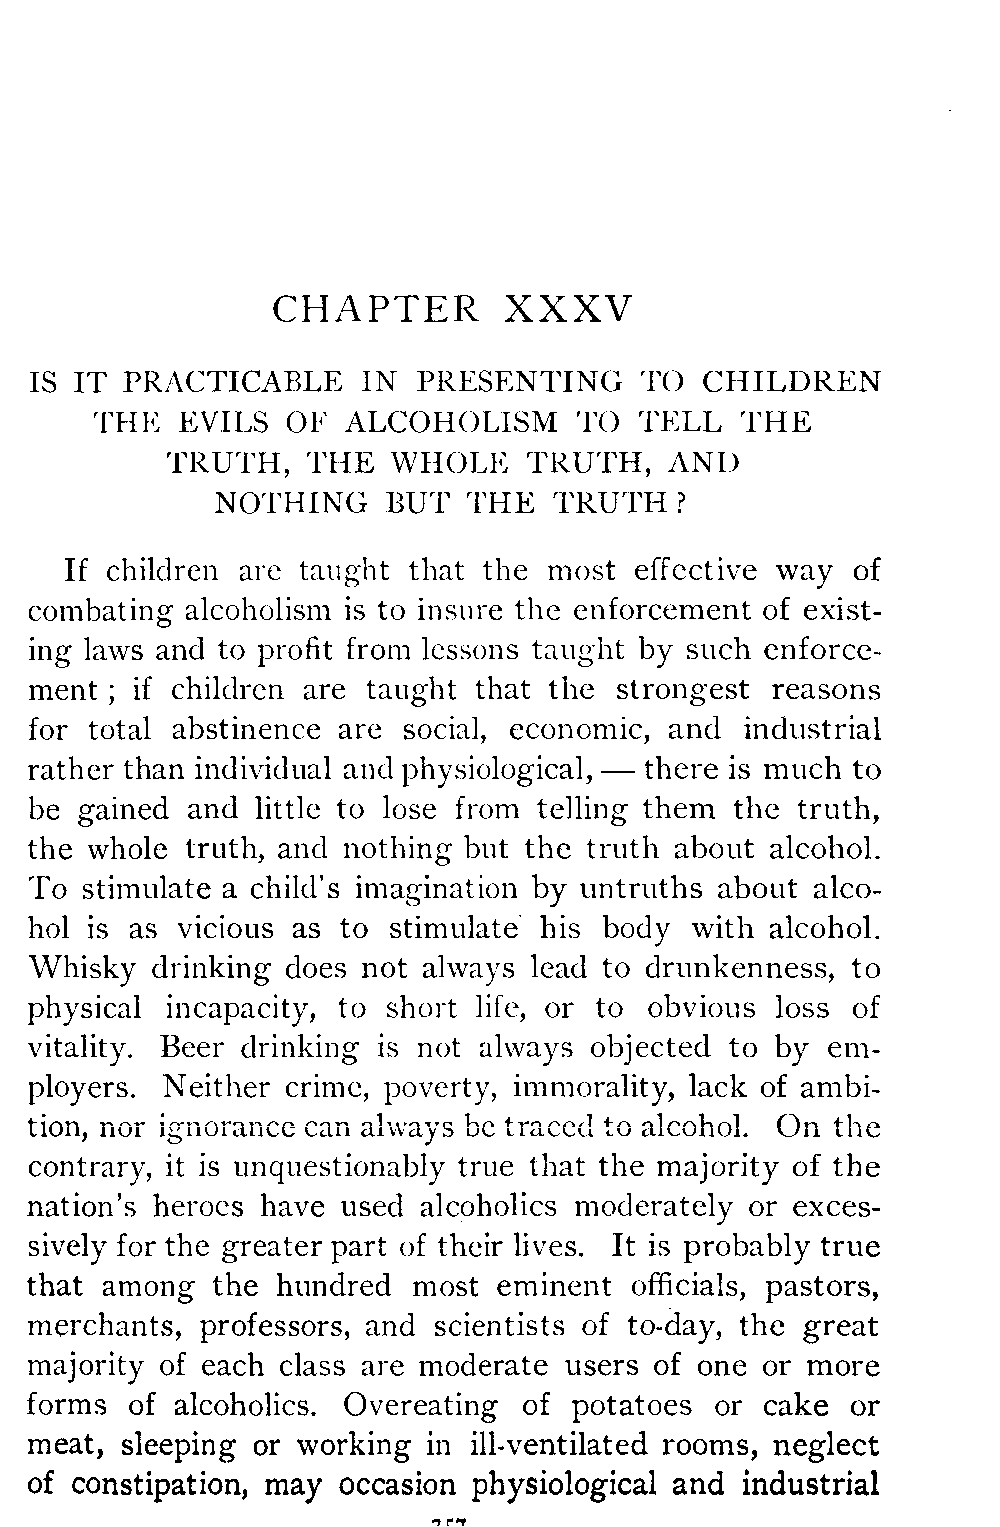 CHAPTER XXXV
IS IT PRACTICABLE IN PRESENTING TO CHILDREN
THE EVILS OF ALCOHOLISM TO TELL THE
TRUTH, THE WHOLE TRUTH, AND
NOTHING BUT THE TRUTH ?
If children are taught that the most effective way of
combating alcoholism is to insure the enforcement of exist-
ing laws and to profit from lessons taught by such enforce-
ment ; if children are taught that the strongest reasons
for total abstinence are social, economic, and industrial
rather than individual and physiological, — there is much to
be gained and little to lose from telling them the truth,
the whole truth, and nothing but the truth about alcohol.
To stimulate a child's imagination by untruths about alco-
hol is as vicious as to stimulate his body with alcohol.
Whisky drinking does not always lead to drunkenness, to
physical incapacity, to short life, or to obvious loss of
vitality. Beer drinking is not always objected to by em-
ployers. Neither crime, poverty, immorality, lack of ambi-
tion, nor ignorance can always be traced to alcohol. On the
contrary, it is unquestionably true that the majority of the
nation's heroes have used alcoholics moderately or exces-
sively for the greater part of their lives. It is probably true
that among the hundred most eminent officials, pastors,
merchants, professors, and scientists of to-day, the great
majority of each class are moderate users of one or more
forms of alcoholics. Overeating of potatoes or cake or
meat, sleeping or working in ill-ventilated rooms, neglect
of constipation, may occasion physiological and industrial